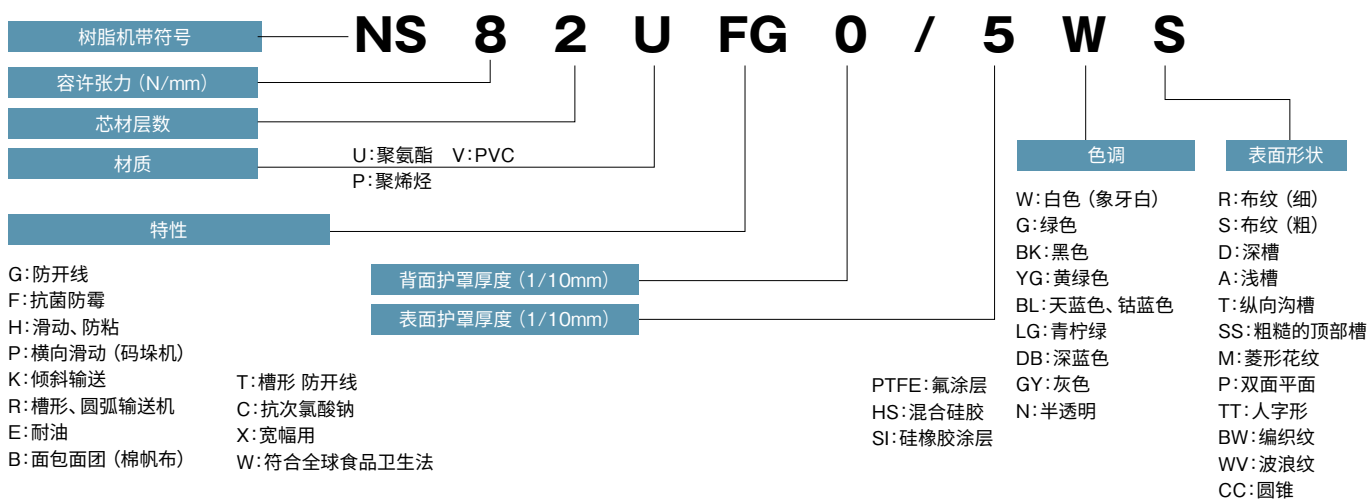 树脂机带符号
NS 8 2 U FG 0 / 5 W S
容许张力（N/mm）
芯材层数
材质
U：聚氨酯 V：PVC
P：聚烯烃
特性
G：防开线
F：抗菌防霉
H：滑动、防粘
P：横向滑动（码垛机）
K：倾斜输送
R：槽形、圆弧输送机
E：耐油
B：面包面团（棉帆布）
T：槽形 防开线
C：抗次氯酸钠
X：宽幅用
W：符合全球食品卫生法
背面护罩厚度（1/10mm）
表面护罩厚度（1/10mm）
PTFE：氟涂层
HS：混合硅胶
SI：硅橡胶涂层
色调
W：白色（象牙白）
G：绿色
BK：黑色
YG：黄绿色
BL：天蓝色、钴蓝色
LG：青柠绿
DB：深蓝色
GY：灰色
N：半透明
表面形状
R：布纹（细）
S：布纹（粗）
D：深槽
A：浅槽
T：纵向沟槽
SS：粗糙的顶部槽
M：菱形花纹
P：双面平面
TT：人字形
BW：编织纹
WV：波浪纹
CC：圆锥